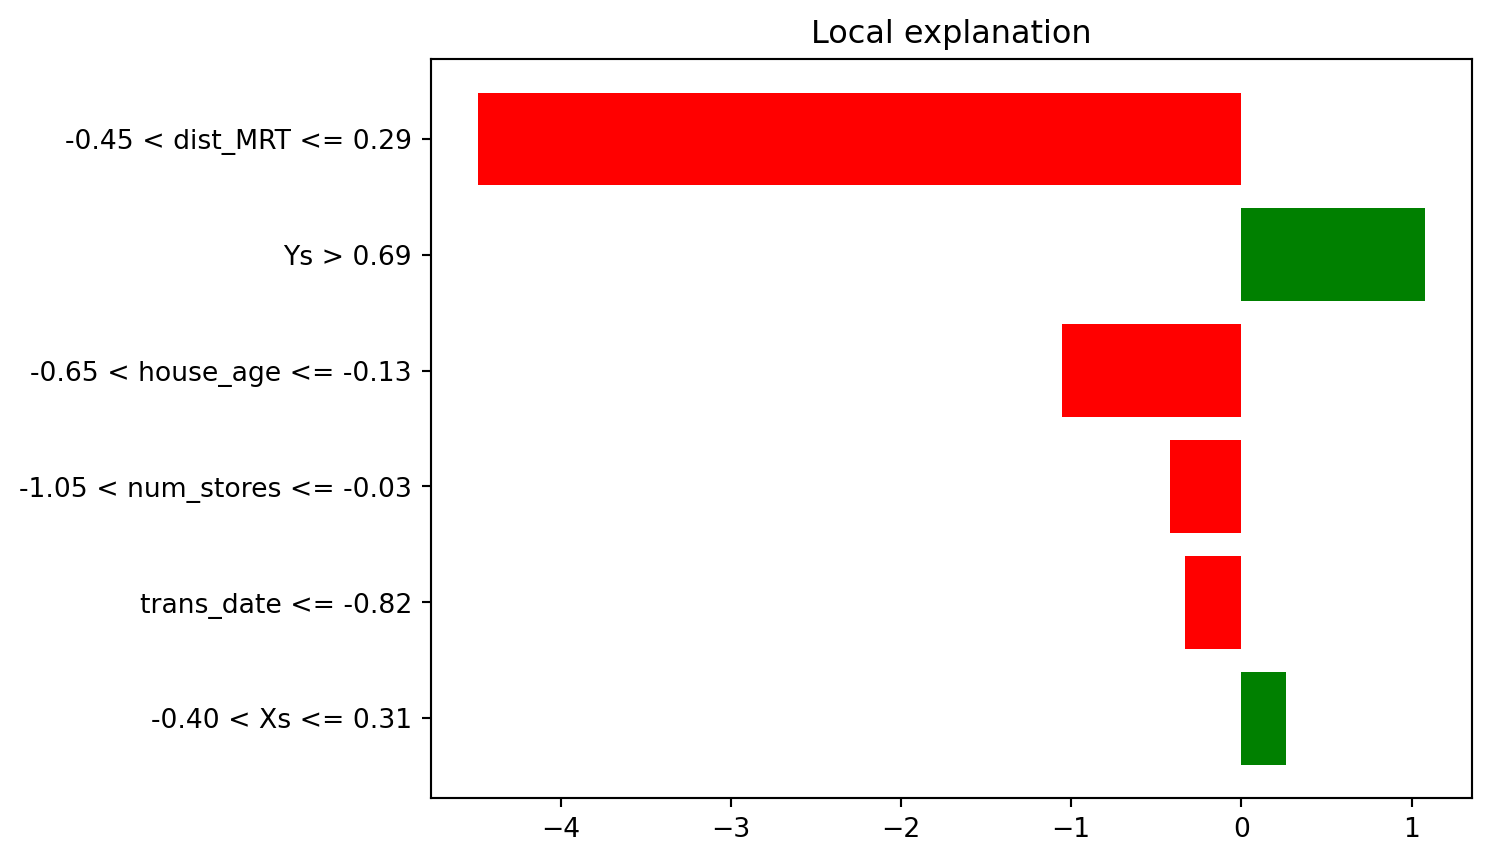 Local explanation
-0.45 < dist_MRT <= 0.29
Ys > 0.69
-0.65 < house_age <= -0.13
-1.05 < num_stores <= -0.03
trans_date <= -0.82
-0.40 < Xs <= 0.31
−4 −3 −2 −1 0 1